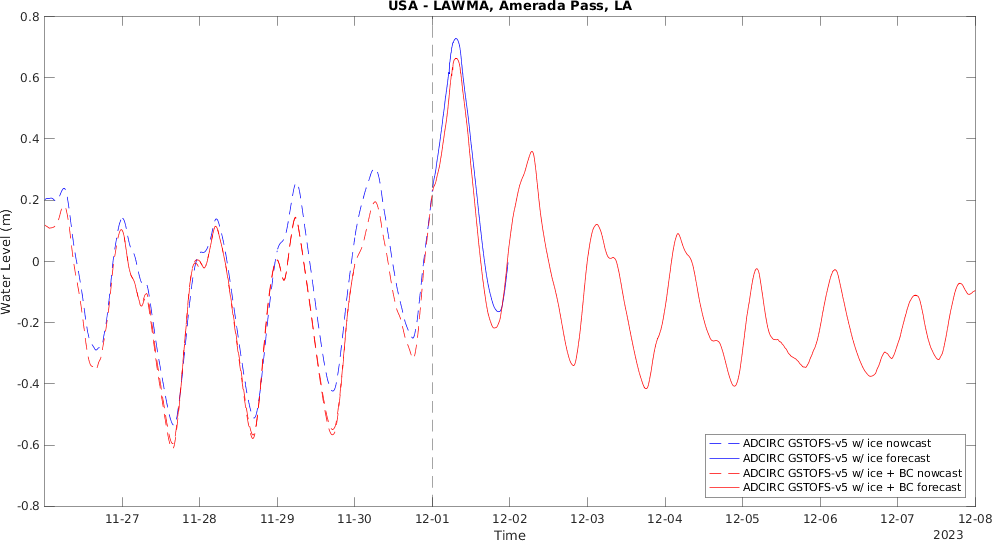 USA - LAWMA, Amerada Pass, LA
Water Level (m)
0.8
0.6
0.4
0.2
0
-0.2
-0.4
-0.6
-0.8
ADCIRC GSTOFS-v5 w/ ice nowcast
ADCIRC GSTOFS-v5 w/ ice forecast
ADCIRC GSTOFS-v5 w/ ice + BC nowcast
ADCIRC GSTOFS-v5 w/ ice + BC forecast
11-27 11-28 11-29 11-30 12-01 12-02 12-03 12-04 12-05 12-06 12-07 12-08
Time
2023